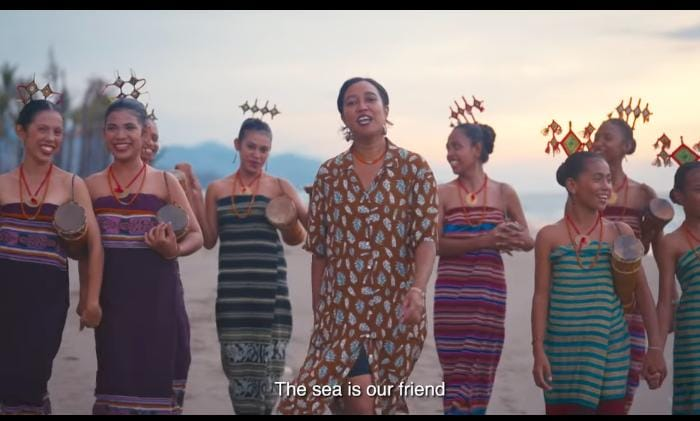 The sea is our friend